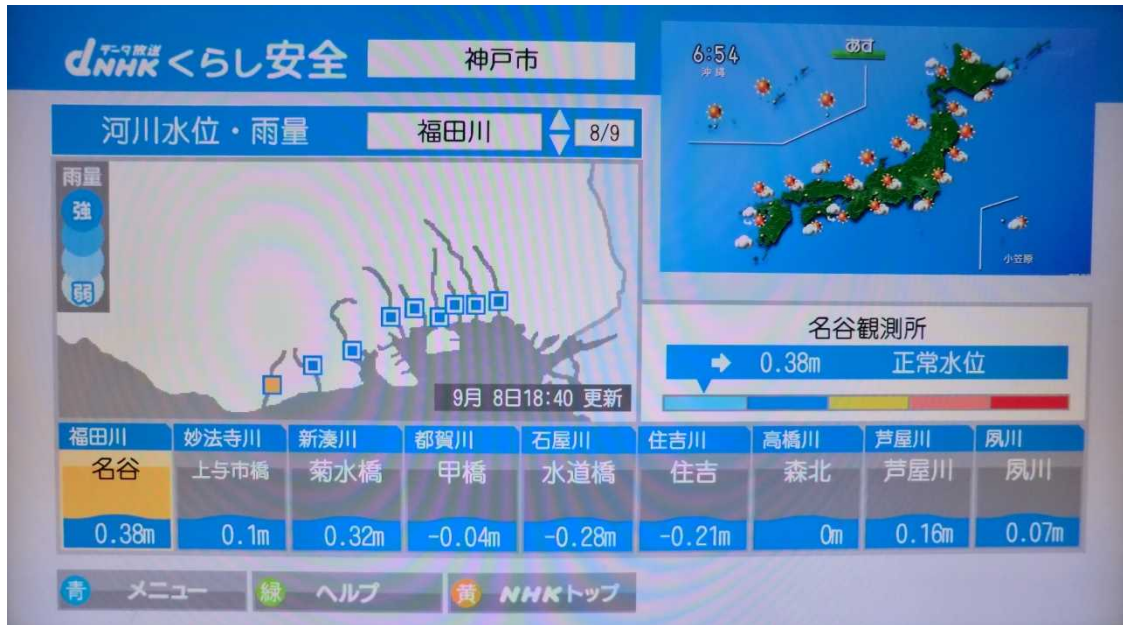 dデータ放送NHK くらし安全 神戸市
河川水位・雨量 福田川 8/9
雨量
強
弱
9月 8日18:40 更新
6:54 あす
沖縄
小笠原
名谷観測所
0.38m 正常水位
福田川 妙法寺川 新湊川 都賀川 石屋川 住吉川 高橋川 芦屋川 夙川
名谷 上与市橋 菊水橋 甲橋 水道橋 住吉 森北 芦屋川 夙川
0.38m 0.1m 0.32m -0.04m -0.28m -0.21m 0m 0.16m 0.07m
青 メニュー 緑 ヘルプ 黄 NHKトップ